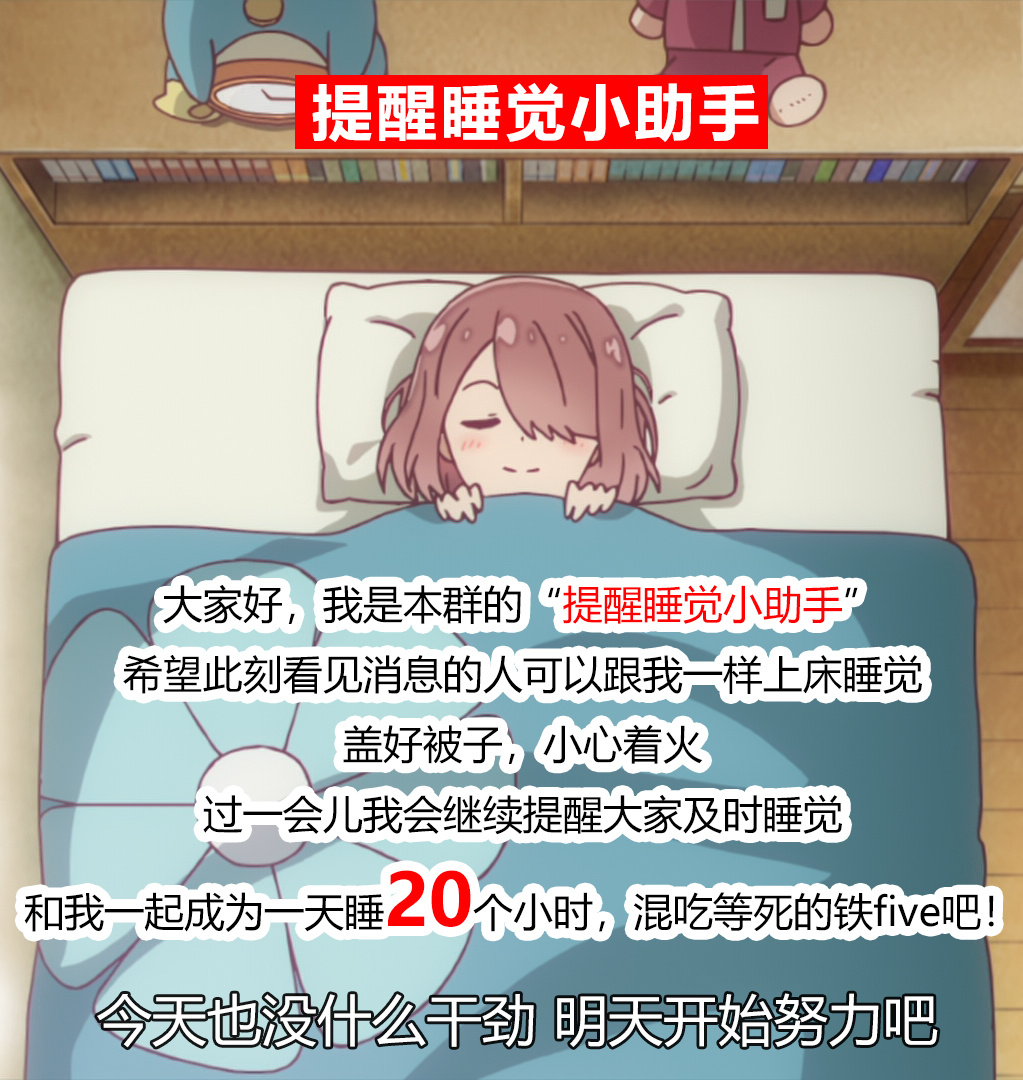 提醒睡觉小助手
大家好，我是本群的“提醒睡觉小助手”
希望此刻看见消息的人可以跟我一样上床睡觉
盖好被子，小心着火
过一会儿我会继续提醒大家及时睡觉
和我一起成为一天睡20个小时，混吃等死的铁five吧！
今天也没什么干劲 明天开始努力吧